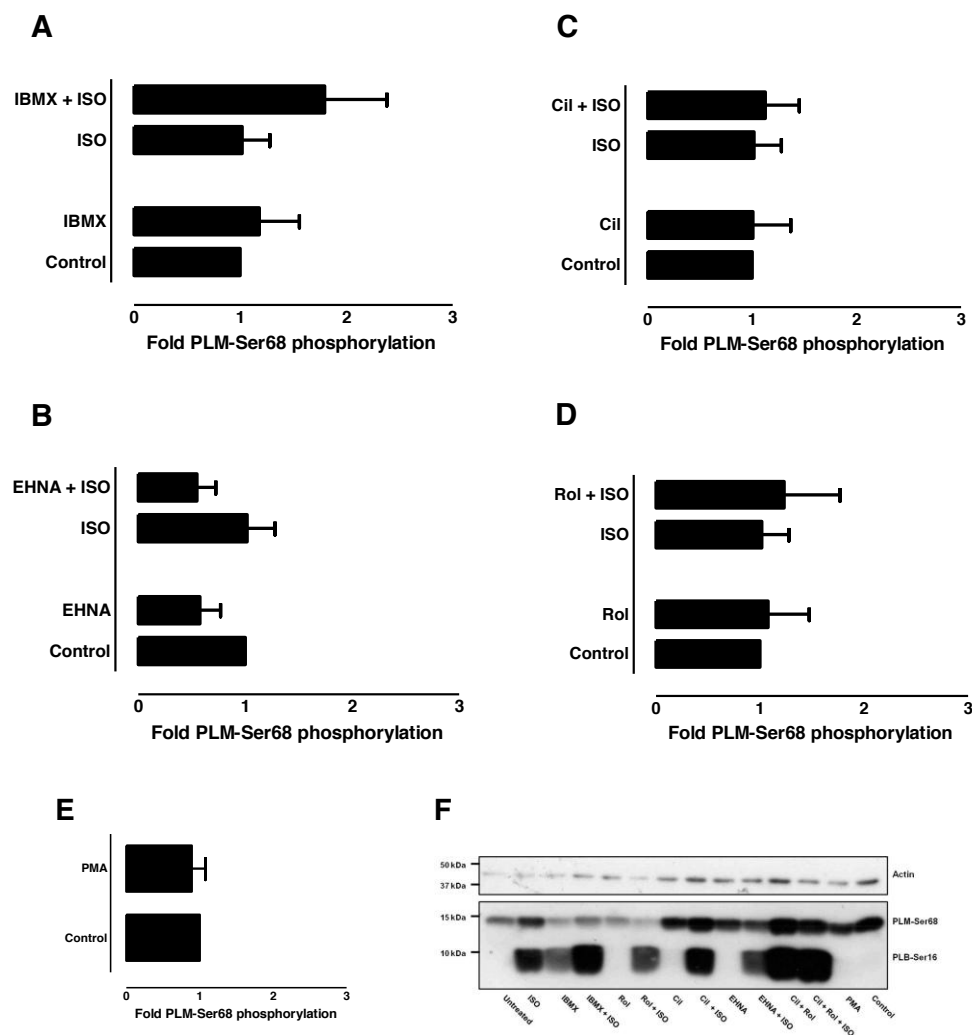 A
IBMX + ISO
ISO
IBMX
Control
0 1 2 3
Fold PLM-Ser68 phosphorylation
C
Cil + ISO
ISO
Cil
Control
0 1 2 3
Fold PLM-Ser68 phosphorylation
B
EHNA + ISO
ISO
EHNA
Control
0 1 2 3
Fold PLM-Ser68 phosphorylation
D
Rol + ISO
ISO
Rol
Control
0 1 2 3
Fold PLM-Ser68 phosphorylation
E
PMA
Control
0 1 2 3
Fold PLM-Ser68 phosphorylation
F
50 kDa
37 kDa
Actin
15 kDa
PLM-Ser68
10 kDa
PLB-Ser16
Untreated
ISO
IBMX
IBMX + ISO
Rol
Rol + ISO
Cil
Cil + ISO
EHNA
EHNA + ISO
Cil + Rol
Cil + Rol + ISO
PMA
Control